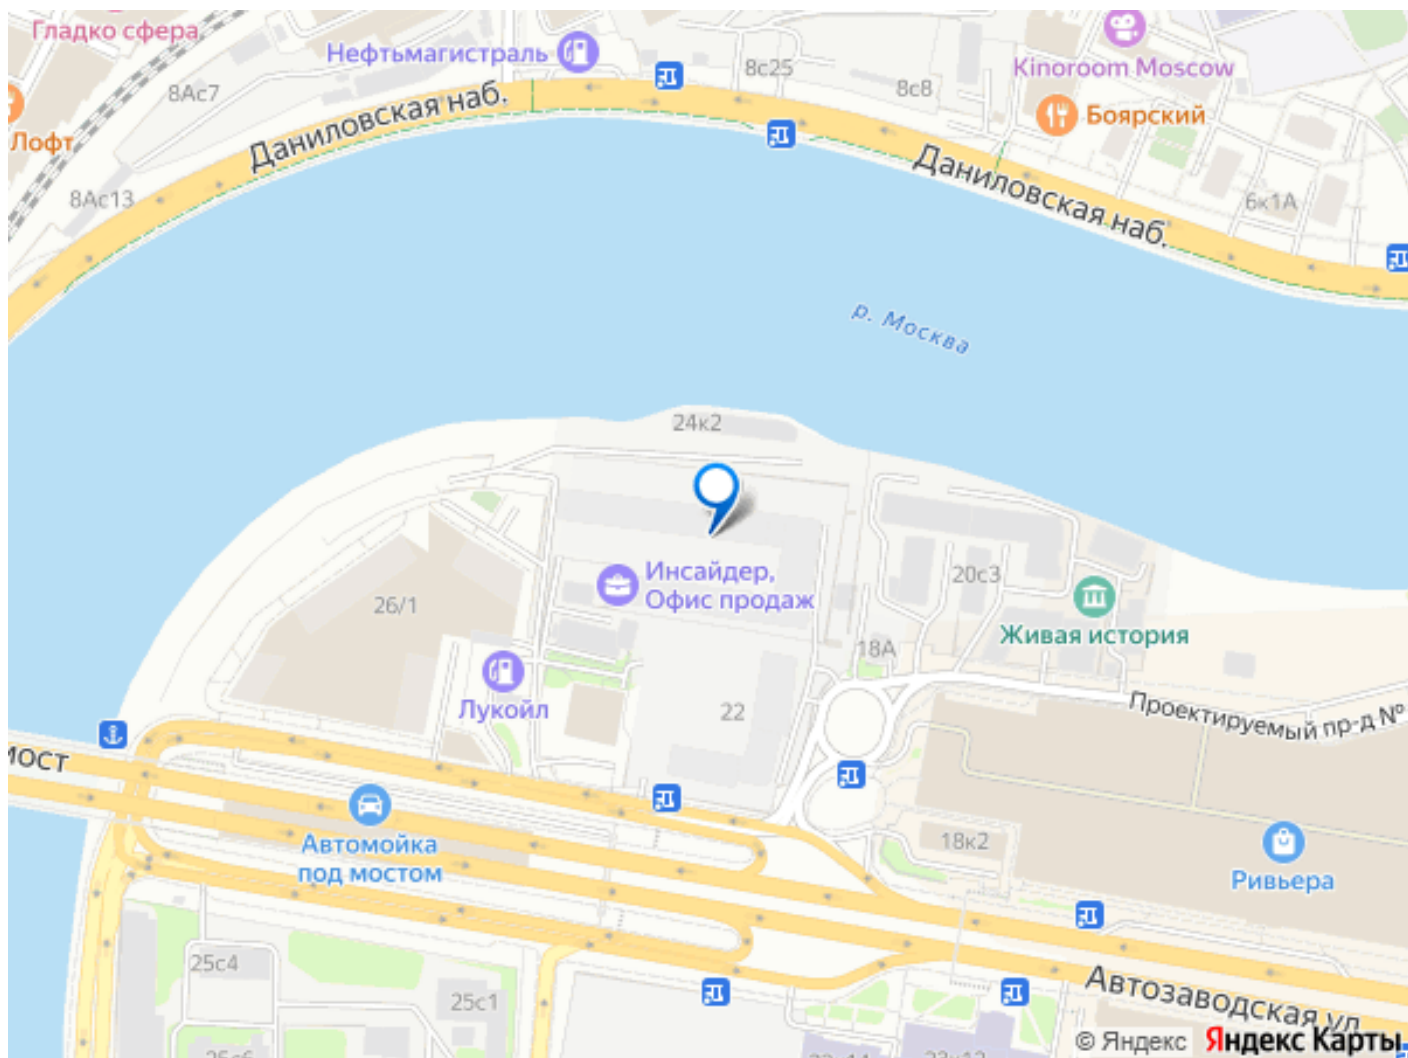 Гладко сфера
Нефтьмагистраль
8с25
8с8
Kinoroom Moscow
8Ас7
Боярский
Лофт
Даниловская наб.
Даниловская наб.
8Ас13
6к1А
р. Москва
24к2
Инсайдер,
Офис продаж
20с3
26/1
Живая история
18А
Лукойл
22
Проектируемый пр-д №
мост
Автомойка
под мостом
18к2
Ривьера
25с4
25с1
Автозаводская ул.
© Яндекс Яндекс Карты